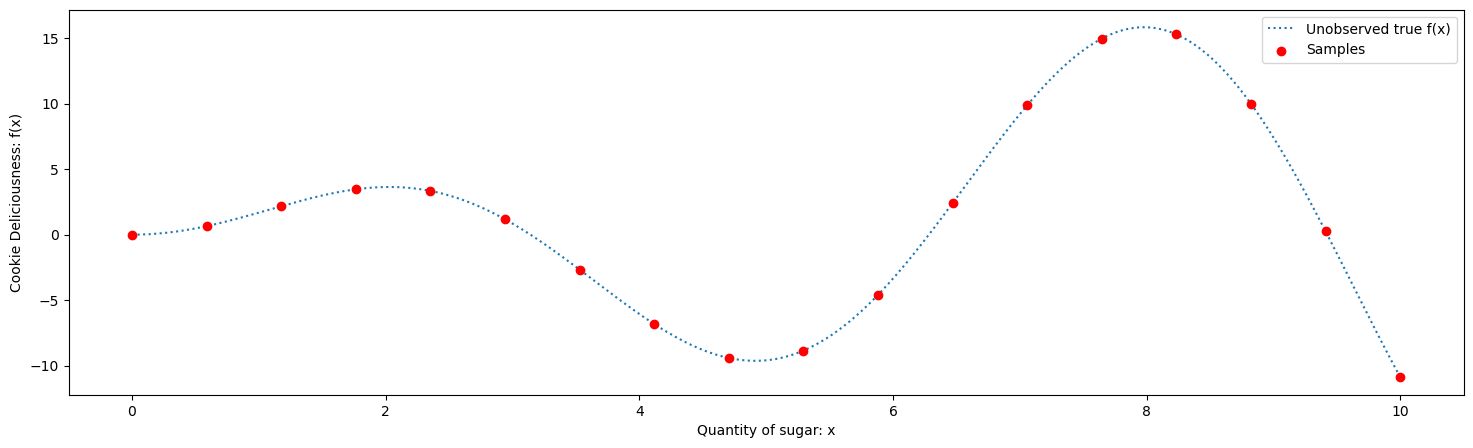 Unobserved true f(x)
Samples
15
10
5
0
−5
−10
Cookie Deliciousness: f(x)
0 2 4 6 8 10
Quantity of sugar: x